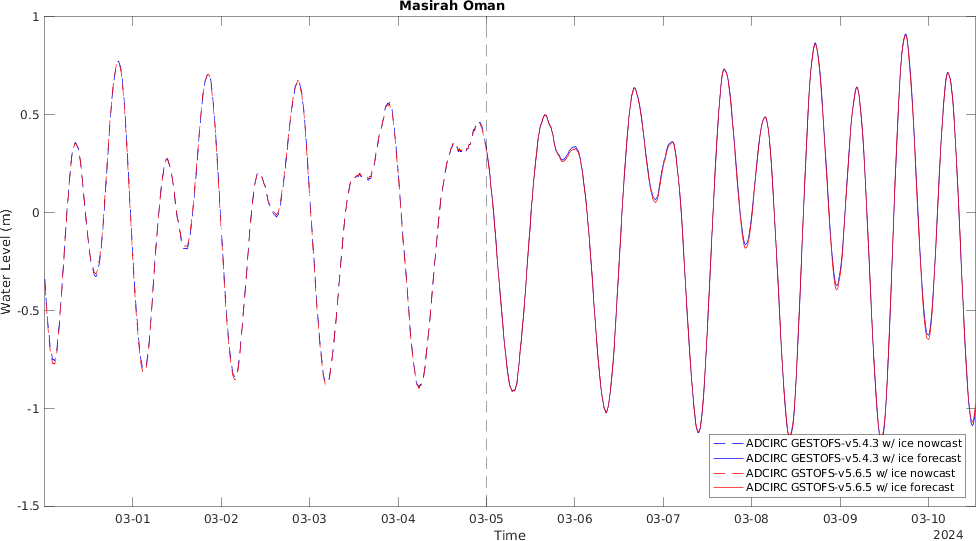 Masirah Oman
1
0.5
0
-0.5
-1
-1.5
Water Level (m)
ADCIRC GESTOFS-v5.4.3 w/ ice nowcast
ADCIRC GESTOFS-v5.4.3 w/ ice forecast
ADCIRC GSTOFS-v5.6.5 w/ ice nowcast
ADCIRC GSTOFS-v5.6.5 w/ ice forecast
03-01 03-02 03-03 03-04 03-05 03-06 03-07 03-08 03-09 03-10
Time
2024